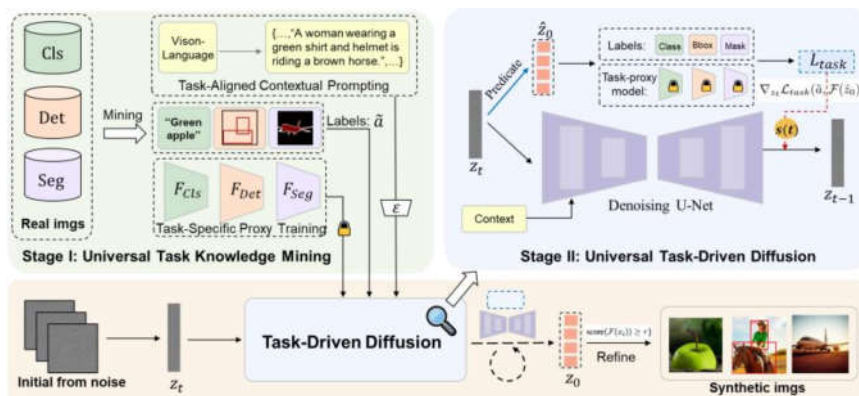 Cls
Det
Seg
Real imgs
Mining
Vison-
Language
{...,"A woman wearing a
green shirt and helmet is
riding a brown horse.",...}
Task-Aligned Contextual Prompting
"Green
apple"
Labels: ã
F_Cls
F_Det
F_Seg
Task-Specific Proxy Training
ε
Stage I: Universal Task Knowledge Mining
z_t
Predicate
ẑ_0
Labels:
Class
Bbox
Mask
Task-proxy
model:
L_task
∇_{z_t} ℒ_task(ã, ℱ(ẑ_0)
s(t)
z_{t-1}
Context
Denoising U-Net
Stage II: Universal Task-Driven Diffusion
Initial from noise
z_t
Task-Driven Diffusion
z_0
Refine
Synthetic imgs